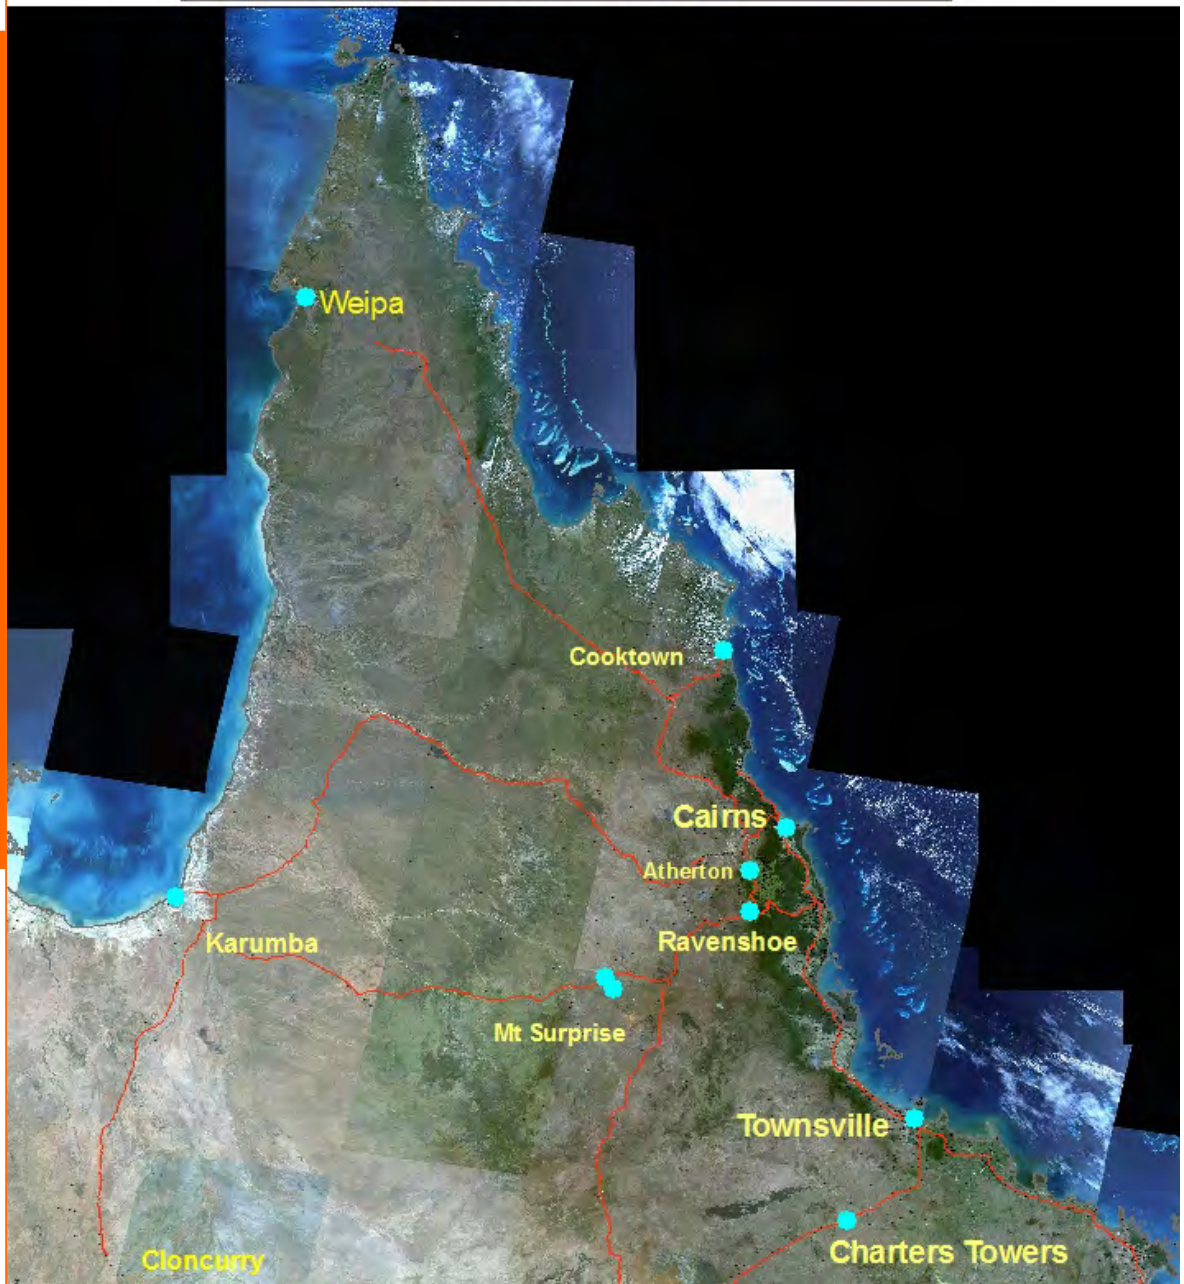 Weipa
Cooktown
Cairns
Atherton
Ravenshoe
Karumba
Mt Surprise
Townsville
Charters Towers
Cloncurry